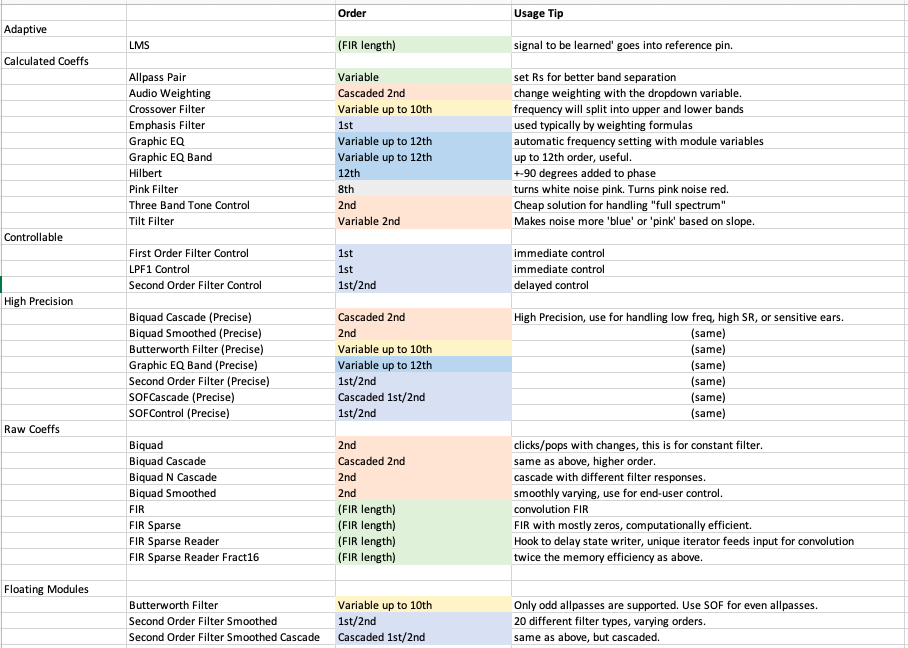 Order Usage Tip
Adaptive
LMS (FIR length) signal to be learned' goes into reference pin.
Calculated Coeffs
Allpass Pair Variable set Rs for better band separation
Audio Weighting Cascaded 2nd change weighting with the dropdown variable.
Crossover Filter Variable up to 10th frequency will split into upper and lower bands
Emphasis Filter 1st used typically by weighting formulas
Graphic EQ Variable up to 12th automatic frequency setting with module variables
Graphic EQ Band Variable up to 12th up to 12th order, useful.
Hilbert 12th +-90 degrees added to phase
Pink Filter 8th turns white noise pink. Turns pink noise red.
Three Band Tone Control 2nd Cheap solution for handling "full spectrum"
Tilt Filter Variable 2nd Makes noise more 'blue' or 'pink' based on slope.
Controllable
First Order Filter Control 1st immediate control
LPF1 Control 1st immediate control
Second Order Filter Control 1st/2nd delayed control
High Precision
Biquad Cascade (Precise) Cascaded 2nd High Precision, use for handling low freq, high SR, or sensitive ears.
Biquad Smoothed (Precise) 2nd (same)
Butterworth Filter (Precise) Variable up to 10th (same)
Graphic EQ Band (Precise) Variable up to 12th (same)
Second Order Filter (Precise) 1st/2nd (same)
SOFCascade (Precise) Cascaded 1st/2nd (same)
SOFControl (Precise) 1st/2nd (same)
Raw Coeffs
Biquad 2nd clicks/pops with changes, this is for constant filter.
Biquad Cascade Cascaded 2nd same as above, higher order.
Biquad N Cascade 2nd cascade with different filter responses.
Biquad Smoothed 2nd smoothly varying, use for end-user control.
FIR (FIR length) convolution FIR
FIR Sparse (FIR length) FIR with mostly zeros, computationally efficient.
FIR Sparse Reader (FIR length) Hook to delay state writer, unique iterator feeds input for convolution
FIR Sparse Reader Fract16 (FIR length) twice the memory efficiency as above.
Floating Modules
Butterworth Filter Variable up to 10th Only odd allpasses are supported. Use SOF for even allpasses.
Second Order Filter Smoothed 1st/2nd 20 different filter types, varying orders.
Second Order Filter Smoothed Cascade Cascaded 1st/2nd same as above, but cascaded.